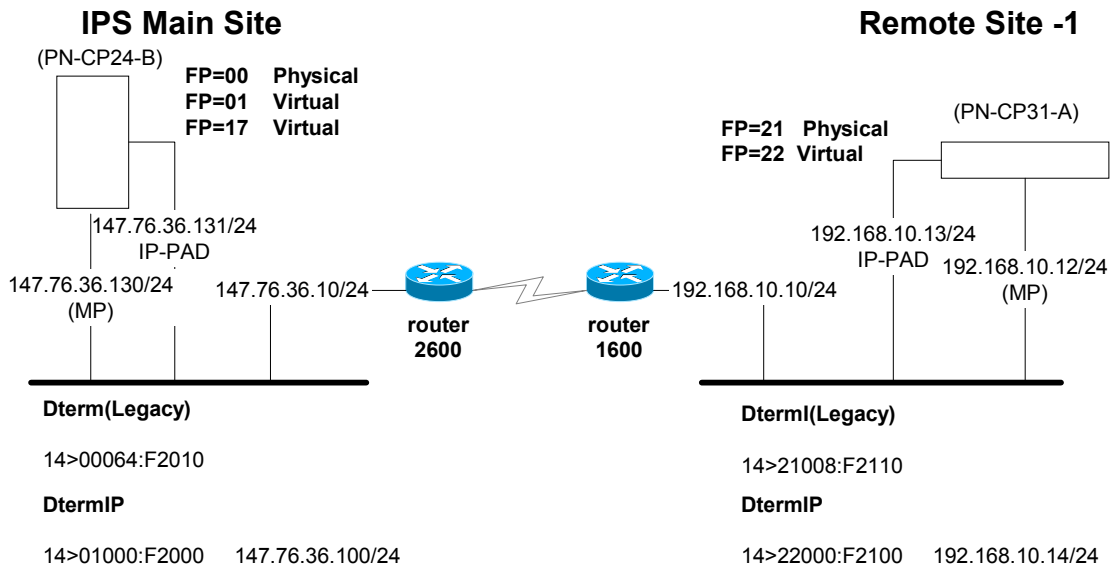 IPS Main Site
(PN-CP24-B)
FP=00 Physical
FP=01 Virtual
FP=17 Virtual
147.76.36.131/24
IP-PAD
147.76.36.130/24
(MP)
147.76.36.10/24
router
2600
router
1600
Remote Site -1
(PN-CP31-A)
FP=21 Physical
FP=22 Virtual
192.168.10.13/24
IP-PAD
192.168.10.12/24
(MP)
192.168.10.10/24
Dterm(Legacy)
14>00064:F2010
DtermIP
14>01000:F2000 147.76.36.100/24
DtermI(Legacy)
14>21008:F2110
DtermIP
14>22000:F2100 192.168.10.14/24